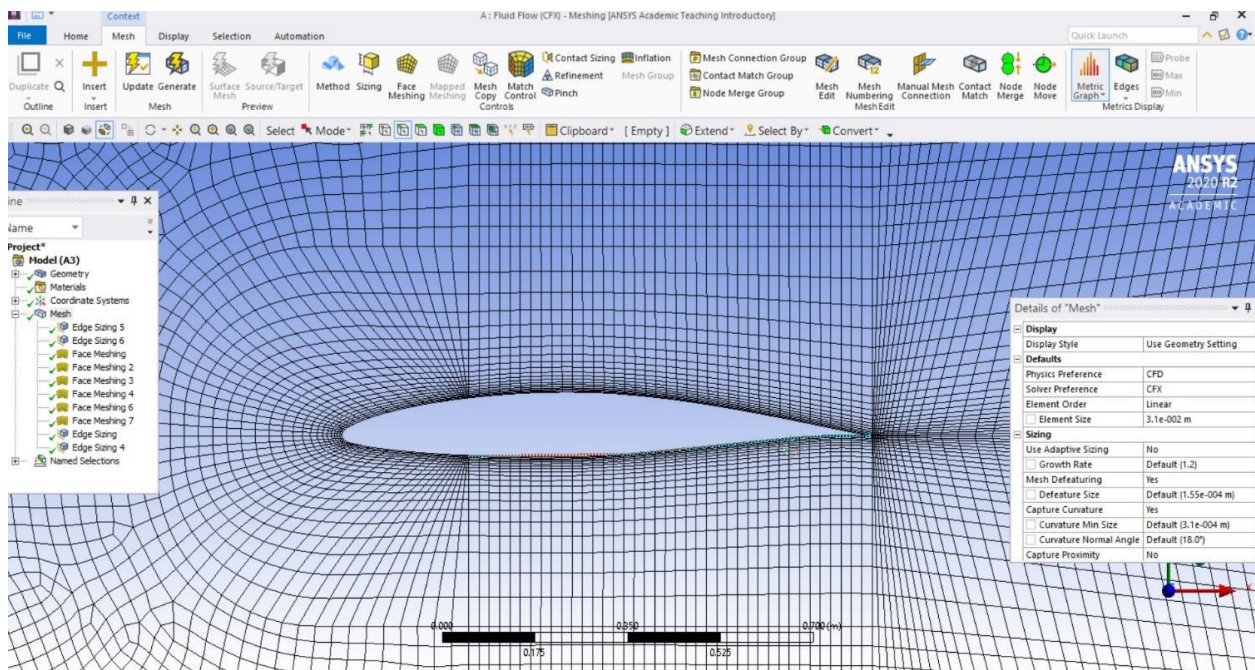 Context
A : Fluid Flow (CFX) - Meshing [ANSYS Academic Teaching Introductory]
File Home Mesh Display Selection Automation
Quick Launch
Duplicate
Outline
Insert
Insert
Update Generate
Mesh
Surface Mesh Source/Target
Preview
Method Sizing Face Meshing Mapped Meshing Mesh Copy Match Control
Contact Sizing Inflation
Refinement Mesh Group
Pinch
Controls
Mesh Connection Group
Contact Match Group
Node Merge Group
Mesh Edit Mesh Numbering Manual Mesh Connection Contact Match Node Merge Node Move
Mesh Edit
Metric Graph Edges
Probe
Max
Min
Metrics Display
Select Mode Clipboard [ Empty ] Extend Select By Convert
ANSYS
2020 R2
ACADEMIC
ine
Name
Project*
Model (A3)
Geometry
Materials
Coordinate Systems
Mesh
Edge Sizing 5
Edge Sizing 6
Face Meshing
Face Meshing 2
Face Meshing 3
Face Meshing 4
Face Meshing 6
Face Meshing 7
Edge Sizing
Edge Sizing 4
Named Selections
Details of "Mesh"
Display
Display Style Use Geometry Setting
Defaults
Physics Preference CFD
Solver Preference CFX
Element Order Linear
Element Size 3.1e-002 m
Sizing
Use Adaptive Sizing No
Growth Rate Default (1.2)
Mesh Defeaturing Yes
Defeature Size Default (1.55e-004 m)
Capture Curvature Yes
Curvature Min Size Default (3.1e-004 m)
Curvature Normal Angle Default (18.0°)
Capture Proximity No
0.000 0.350 0.700 (m)
0.175 0.525